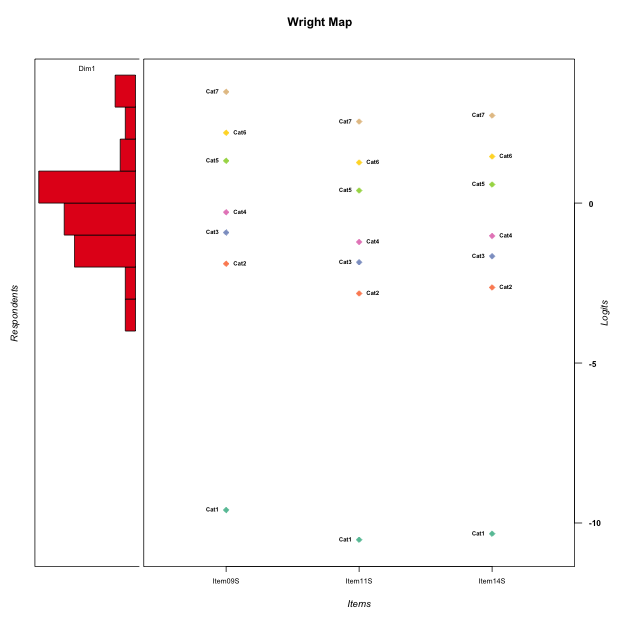 Wright Map
Dim1
Respondents
Cat7
Cat6
Cat5
Cat4
Cat3
Cat2
Cat1
Cat7
Cat6
Cat5
Cat4
Cat3
Cat2
Cat1
Cat7
Cat6
Cat5
Cat4
Cat3
Cat2
Cat1
0
-5
-10
Logits
Item09S
Item11S
Item14S
Items